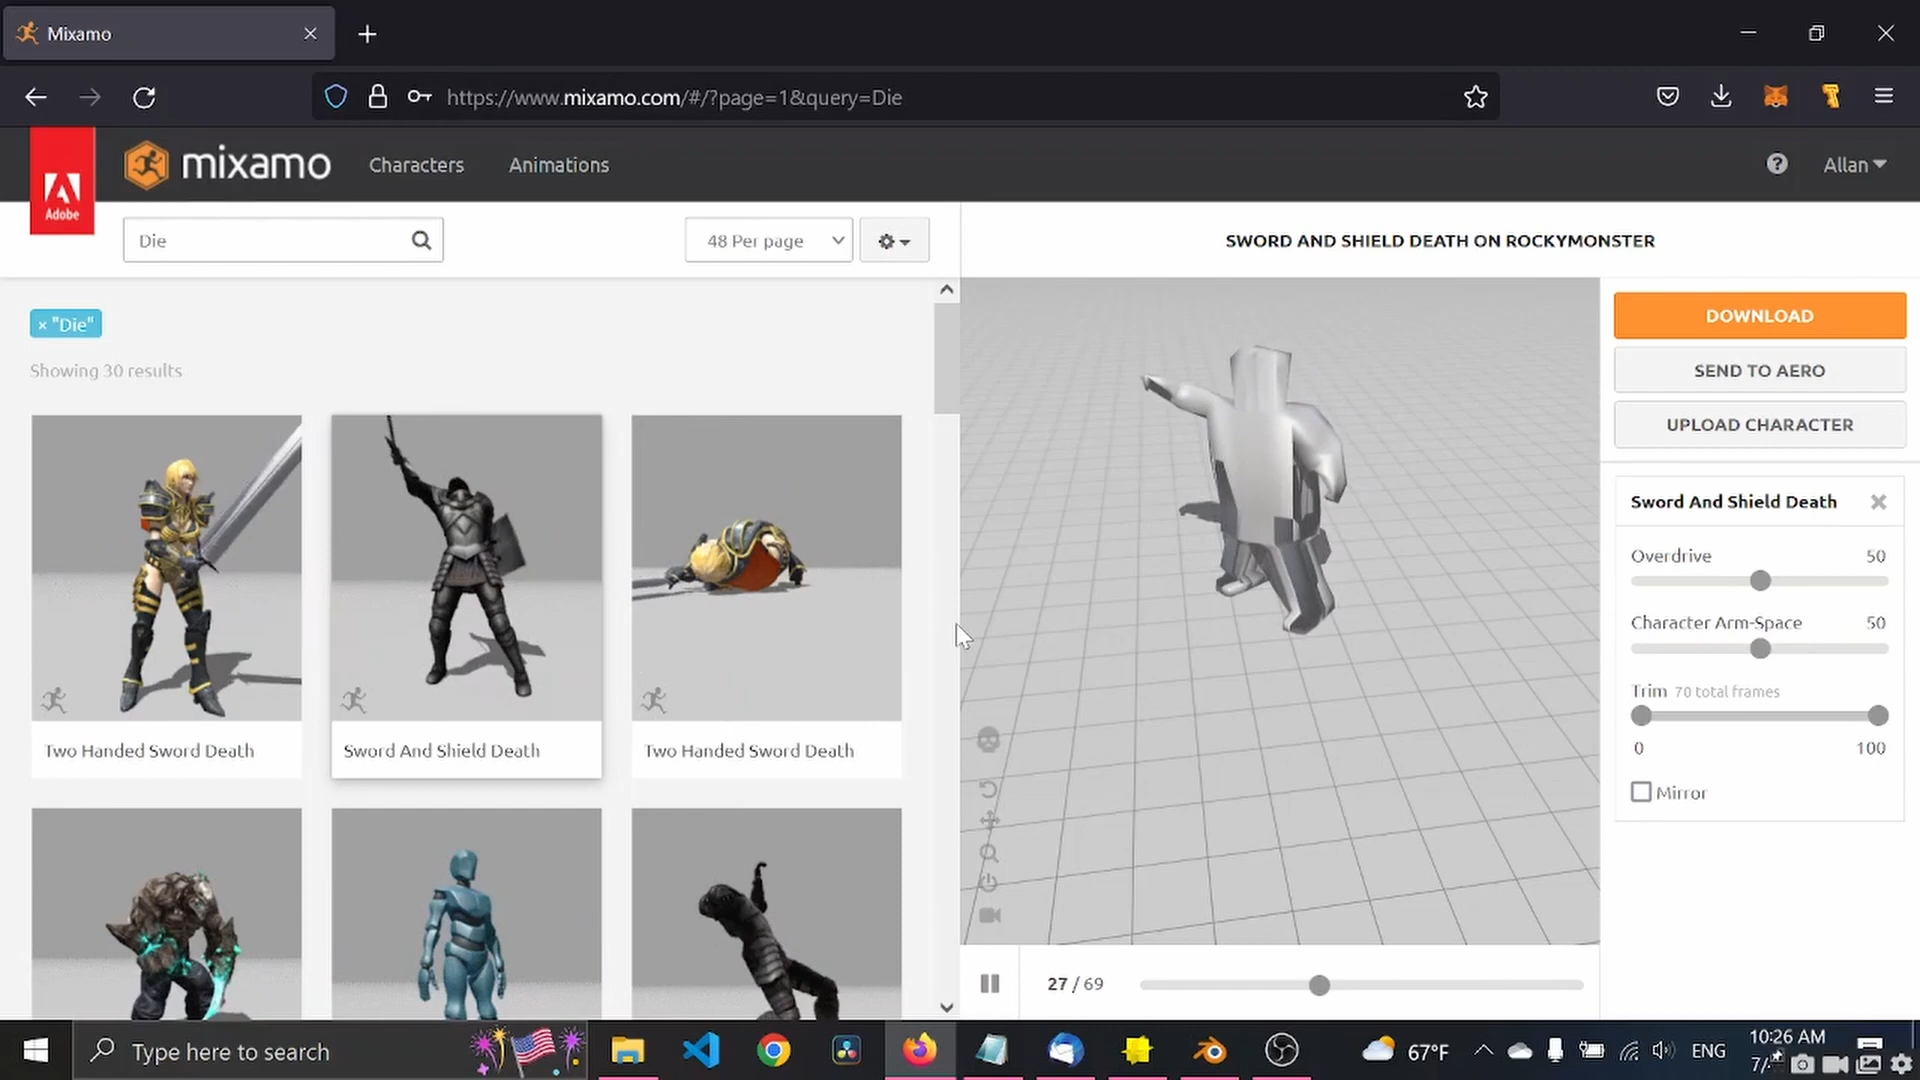 Mixamo
https://www.mixamo.com/#/?page=1&query=Die
Adobe
mixamo
Characters
Animations
Allan
Die
48 Per page
SWORD AND SHIELD DEATH ON ROCKYMONSTER
× "Die"
Showing 30 results
Two Handed Sword Death
Sword And Shield Death
Two Handed Sword Death
DOWNLOAD
SEND TO AERO
UPLOAD CHARACTER
Sword And Shield Death
Overdrive 50
Character Arm-Space 50
Trim 70 total frames
0 100
Mirror
27 / 69
Type here to search
67°F
ENG
10:26 AM